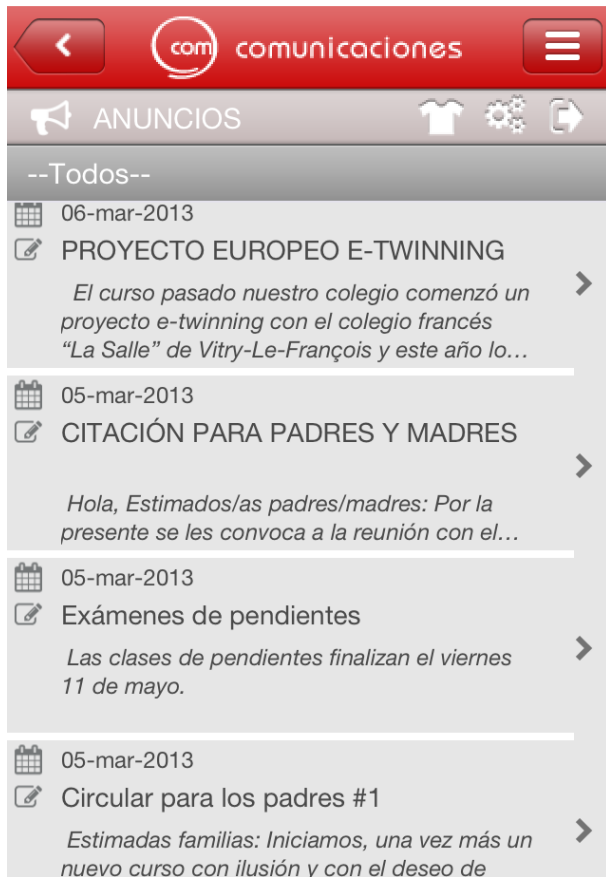 com comunicaciones
ANUNCIOS
--Todos--
06-mar-2013
PROYECTO EUROPEO E-TWINNING
El curso pasado nuestro colegio comenzó un
proyecto e-twinning con el colegio francés
“La Salle” de Vitry-Le-François y este año lo…
05-mar-2013
CITACIÓN PARA PADRES Y MADRES
Hola, Estimados/as padres/madres: Por la
presente se les convoca a la reunión con el…
05-mar-2013
Exámenes de pendientes
Las clases de pendientes finalizan el viernes
11 de mayo.
05-mar-2013
Circular para los padres #1
Estimadas familias: Iniciamos, una vez más un
nuevo curso con ilusión y con el deseo de